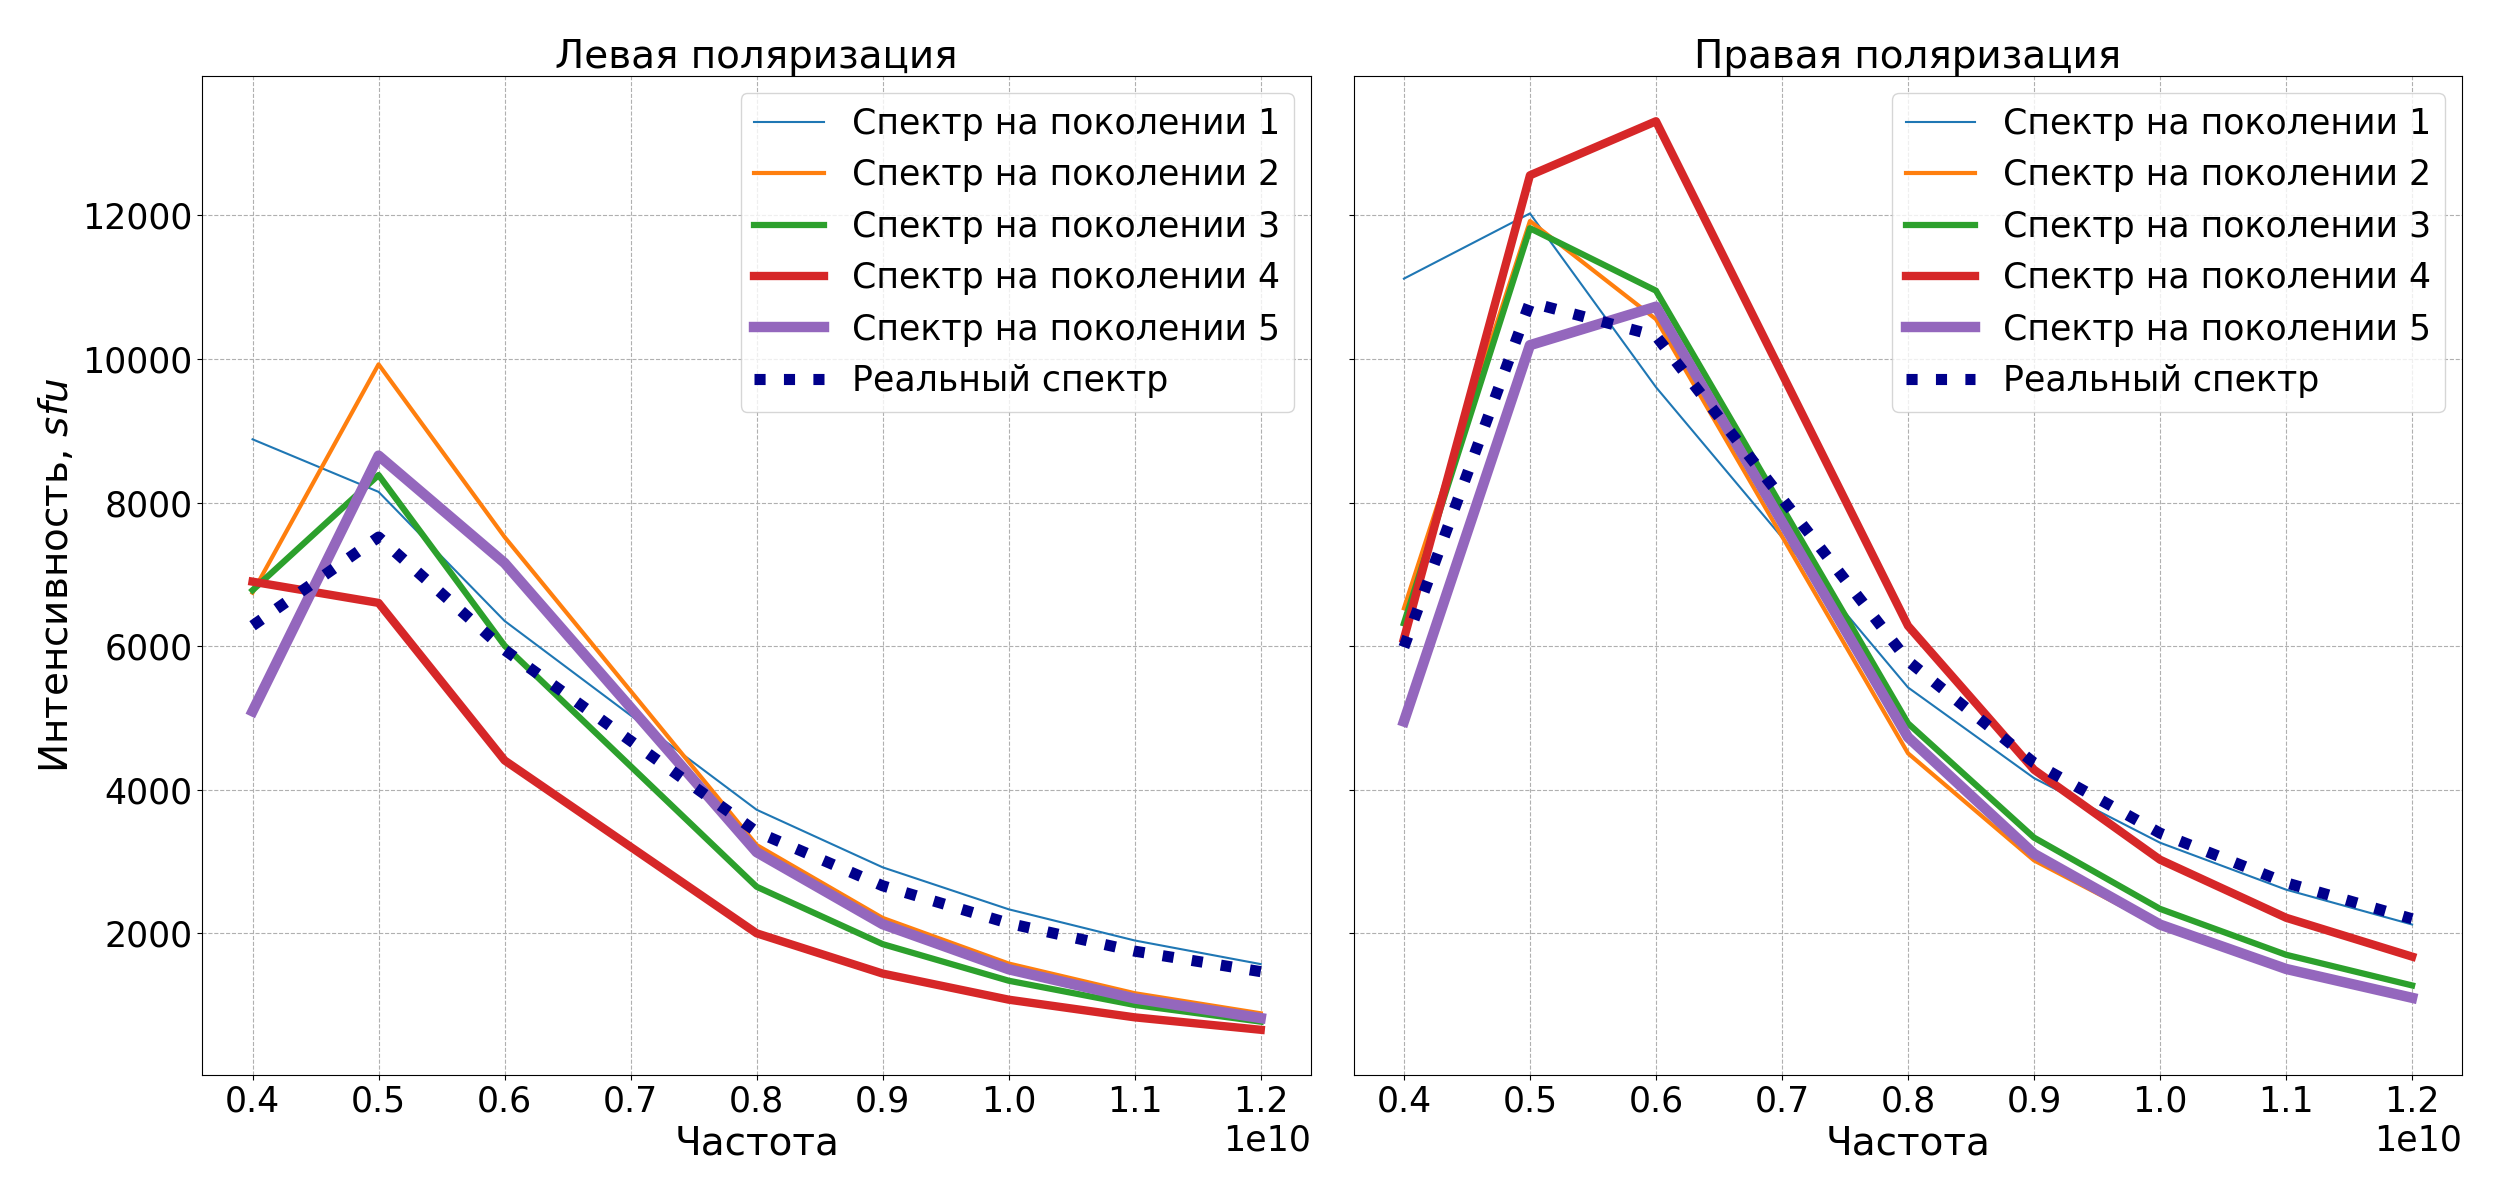 Левая поляризация
Правая поляризация
Интенсивность, sfu
12000
10000
8000
6000
4000
2000
Спектр на поколении 1
Спектр на поколении 2
Спектр на поколении 3
Спектр на поколении 4
Спектр на поколении 5
Реальный спектр
0.4 0.5 0.6 0.7 0.8 0.9 1.0 1.1 1.2
1e10
Частота
Спектр на поколении 1
Спектр на поколении 2
Спектр на поколении 3
Спектр на поколении 4
Спектр на поколении 5
Реальный спектр
0.4 0.5 0.6 0.7 0.8 0.9 1.0 1.1 1.2
1e10
Частота